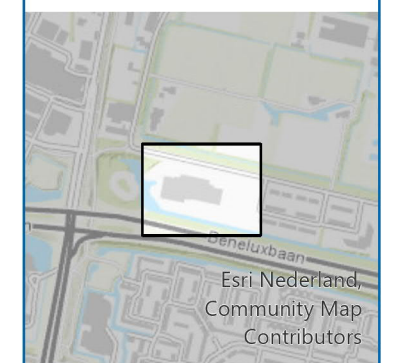 Beneluxbaan
Esri Nederland,
Community Map
Contributors